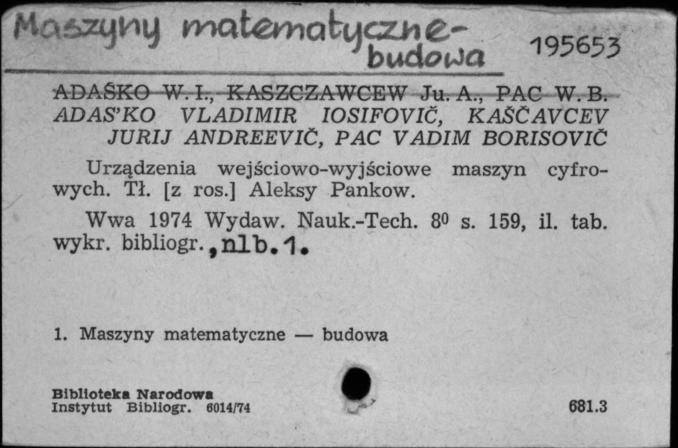 Maszyny matematyczne-
budowa
195653
ADAŚKO W. I., KASZCZAWCEW Ju. A., PAC W. B.
ADAS'KO VLADIMIR IOSIFOVIČ, KAŠČAVCEV
JURIJ ANDREEVIČ, PAC VADIM BORISOVIČ
Urządzenia wejściowo-wyjściowe maszyn cyfro-
wych. Tł. [z ros.] Aleksy Pankow.
Wwa 1974 Wydaw. Nauk.-Tech. 8⁰ s. 159, il. tab.
wykr. bibliogr. , nlb. 1.
1. Maszyny matematyczne — budowa
Biblioteka Narodowa
Instytut Bibliogr. 6014/74
681.3